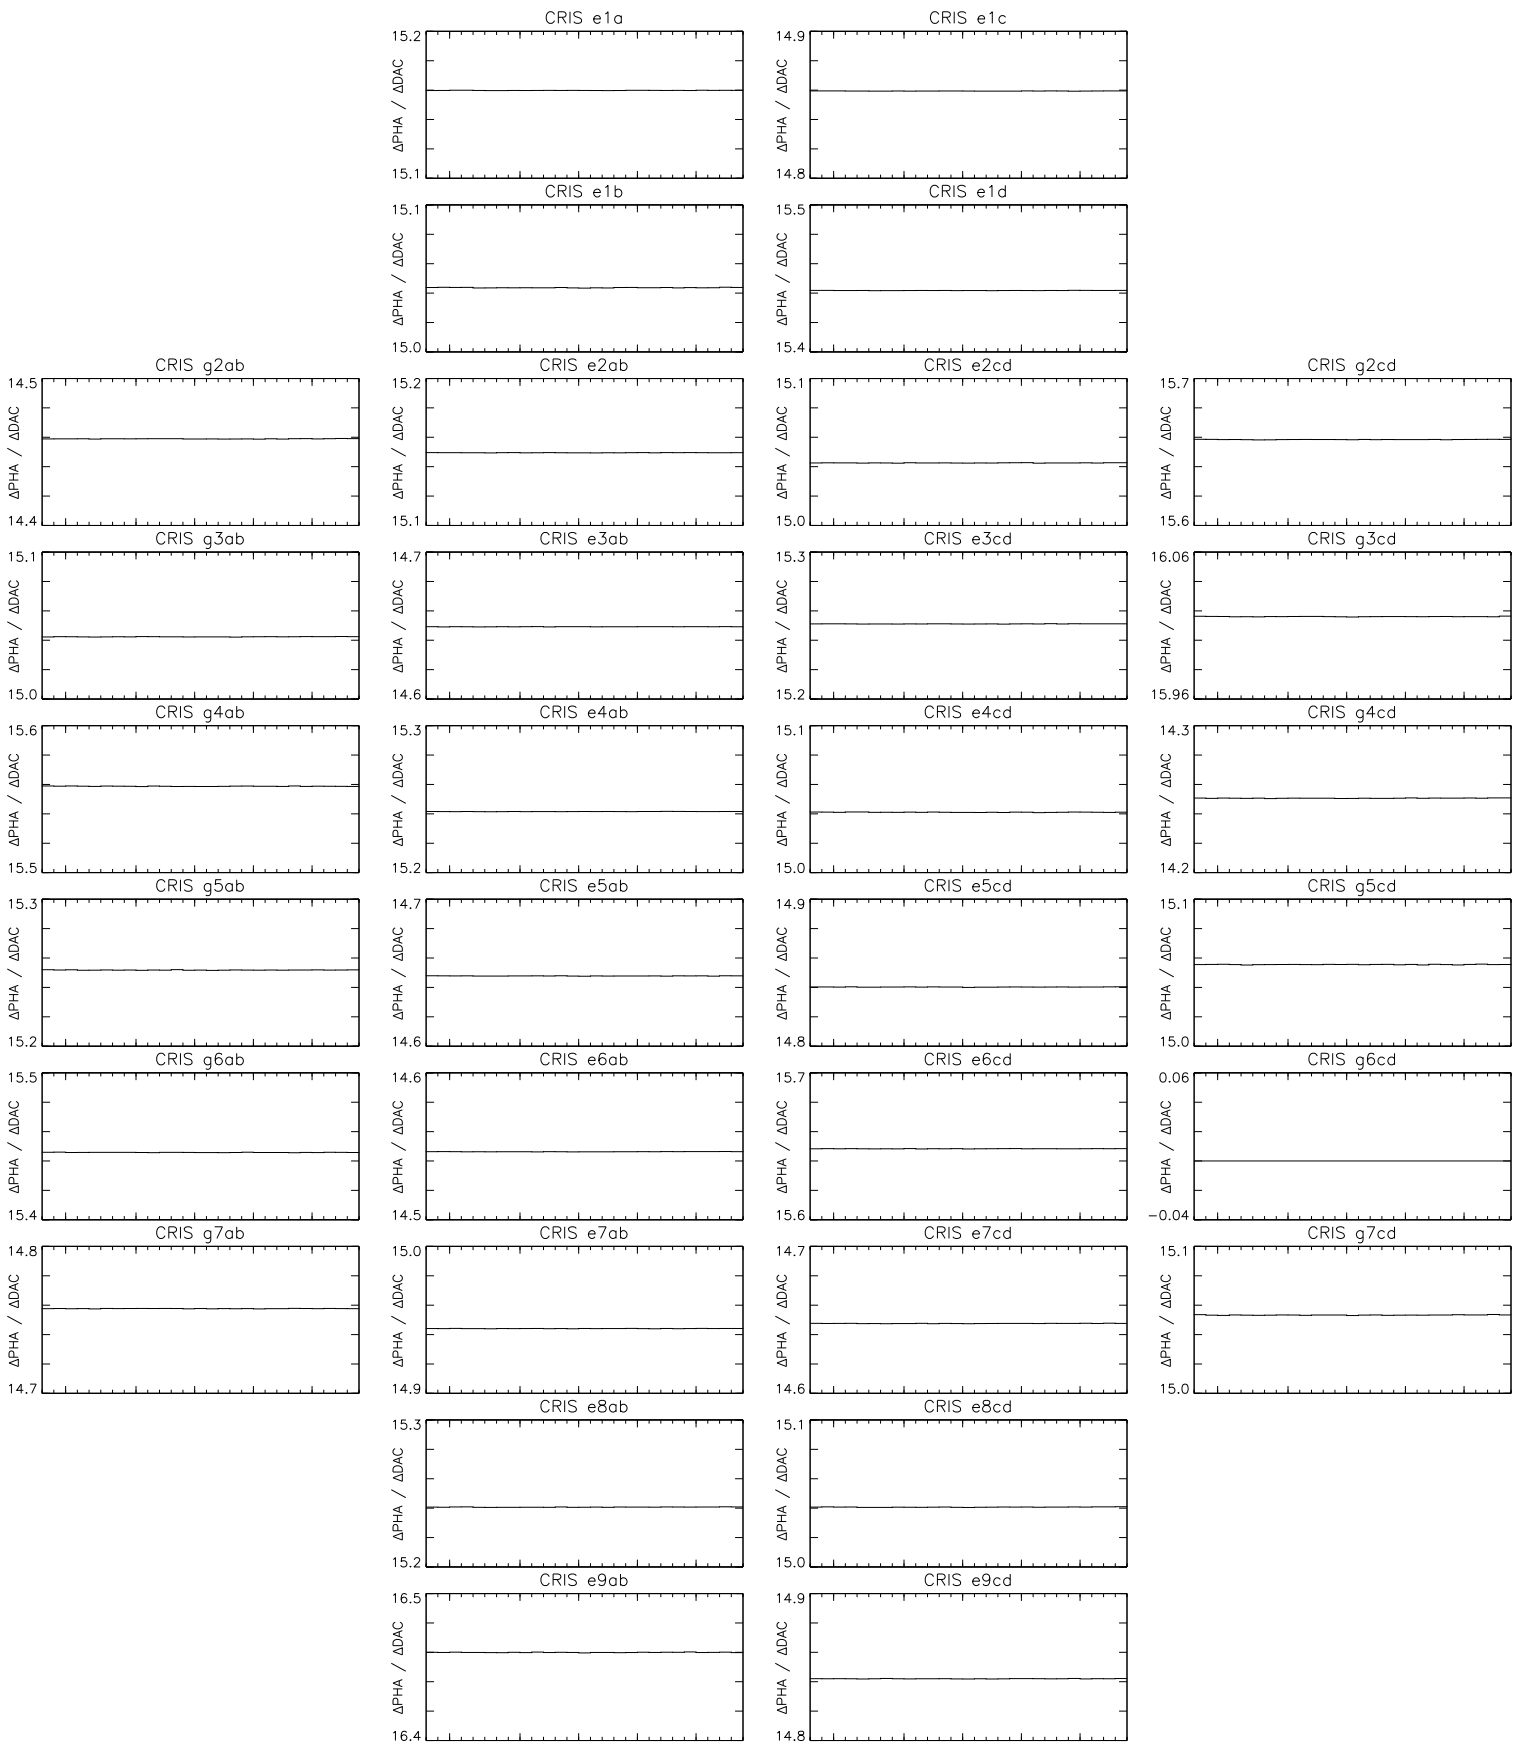 CRIS e1a
15.2
ΔPHA / ΔDAC
15.1
CRIS e1c
14.9
ΔPHA / ΔDAC
14.8
CRIS e1b
15.1
ΔPHA / ΔDAC
15.0
CRIS e1d
15.5
ΔPHA / ΔDAC
15.4
CRIS g2ab
14.5
ΔPHA / ΔDAC
14.4
CRIS e2ab
15.2
ΔPHA / ΔDAC
15.1
CRIS e2cd
15.1
ΔPHA / ΔDAC
15.0
CRIS g2cd
15.7
ΔPHA / ΔDAC
15.6
CRIS g3ab
15.1
ΔPHA / ΔDAC
15.0
CRIS e3ab
14.7
ΔPHA / ΔDAC
14.6
CRIS e3cd
15.3
ΔPHA / ΔDAC
15.2
CRIS g3cd
16.06
ΔPHA / ΔDAC
15.96
CRIS g4ab
15.6
ΔPHA / ΔDAC
15.5
CRIS e4ab
15.3
ΔPHA / ΔDAC
15.2
CRIS e4cd
15.1
ΔPHA / ΔDAC
15.0
CRIS g4cd
14.3
ΔPHA / ΔDAC
14.2
CRIS g5ab
15.3
ΔPHA / ΔDAC
15.2
CRIS e5ab
14.7
ΔPHA / ΔDAC
14.6
CRIS e5cd
14.9
ΔPHA / ΔDAC
14.8
CRIS g5cd
15.1
ΔPHA / ΔDAC
15.0
CRIS g6ab
15.5
ΔPHA / ΔDAC
15.4
CRIS e6ab
14.6
ΔPHA / ΔDAC
14.5
CRIS e6cd
15.7
ΔPHA / ΔDAC
15.6
CRIS g6cd
0.06
ΔPHA / ΔDAC
−0.04
CRIS g7ab
14.8
ΔPHA / ΔDAC
14.7
CRIS e7ab
15.0
ΔPHA / ΔDAC
14.9
CRIS e7cd
14.7
ΔPHA / ΔDAC
14.6
CRIS g7cd
15.1
ΔPHA / ΔDAC
15.0
CRIS e8ab
15.3
ΔPHA / ΔDAC
15.2
CRIS e8cd
15.1
ΔPHA / ΔDAC
15.0
CRIS e9ab
16.5
ΔPHA / ΔDAC
16.4
CRIS e9cd
14.9
ΔPHA / ΔDAC
14.8